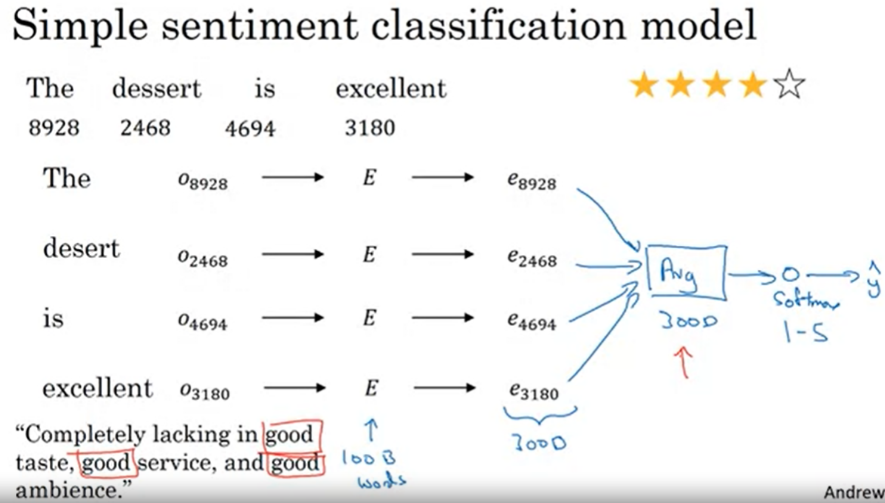 Simple sentiment classification model
The dessert is excellent
8928 2468 4694 3180
The o8928 E e8928
desert o2468 E e2468
Avg
ŷ
Softmax
is o4694 E e4694
300D
1-5
excellent o3180 E e3180
"Completely lacking in good
taste, good service, and good
ambience."
100B
words
300D
Andrew